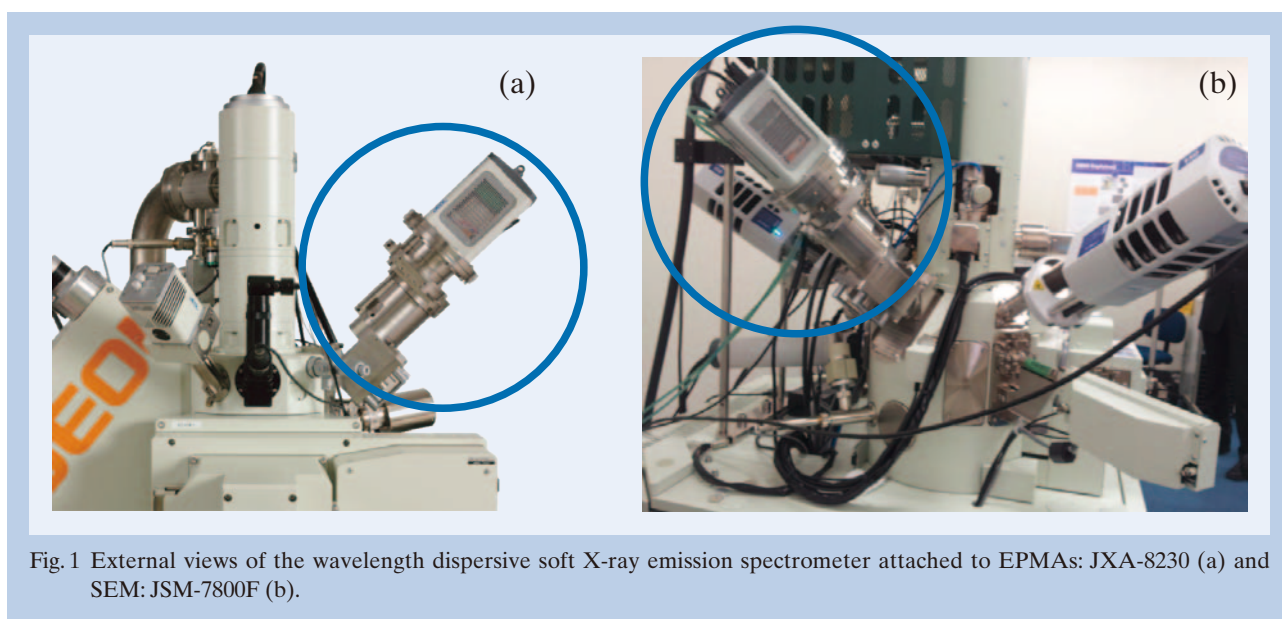 (a)
(b)
JEOL
Fig. 1 External views of the wavelength dispersive soft X-ray emission spectrometer attached to EPMAs: JXA-8230 (a) and
SEM: JSM-7800F (b).